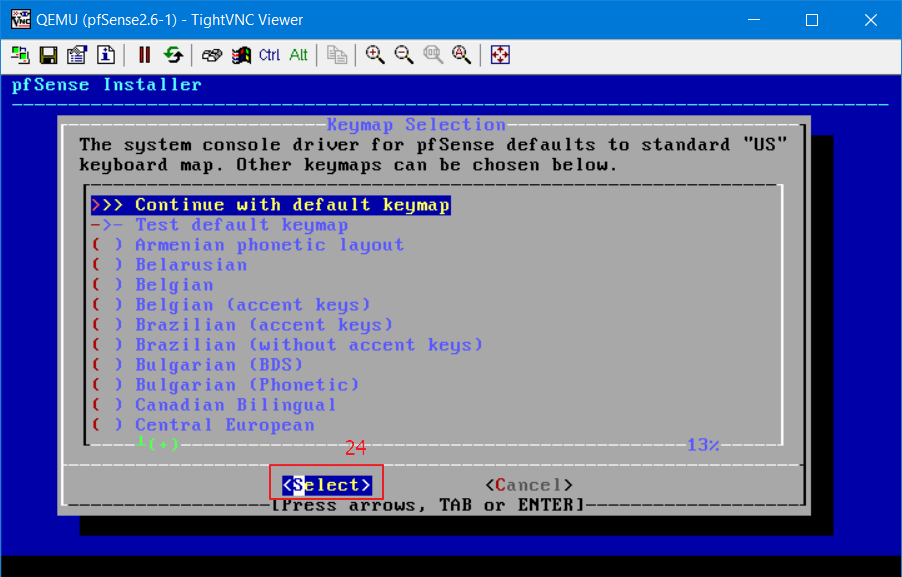 QEMU (pfSense2.6-1) - TightVNC Viewer
Ctrl Alt
pfSense Installer
Keymap Selection
The system console driver for pfSense defaults to standard "US"
keyboard map. Other keymaps can be chosen below.
>>> Continue with default keymap
->- Test default keymap
( ) Armenian phonetic layout
( ) Belarusian
( ) Belgian
( ) Belgian (accent keys)
( ) Brazilian (accent keys)
( ) Brazilian (without accent keys)
( ) Bulgarian (BDS)
( ) Bulgarian (Phonetic)
( ) Canadian Bilingual
( ) Central European
(+) 13%
24
<Select> <Cancel>
[Press arrows, TAB or ENTER]